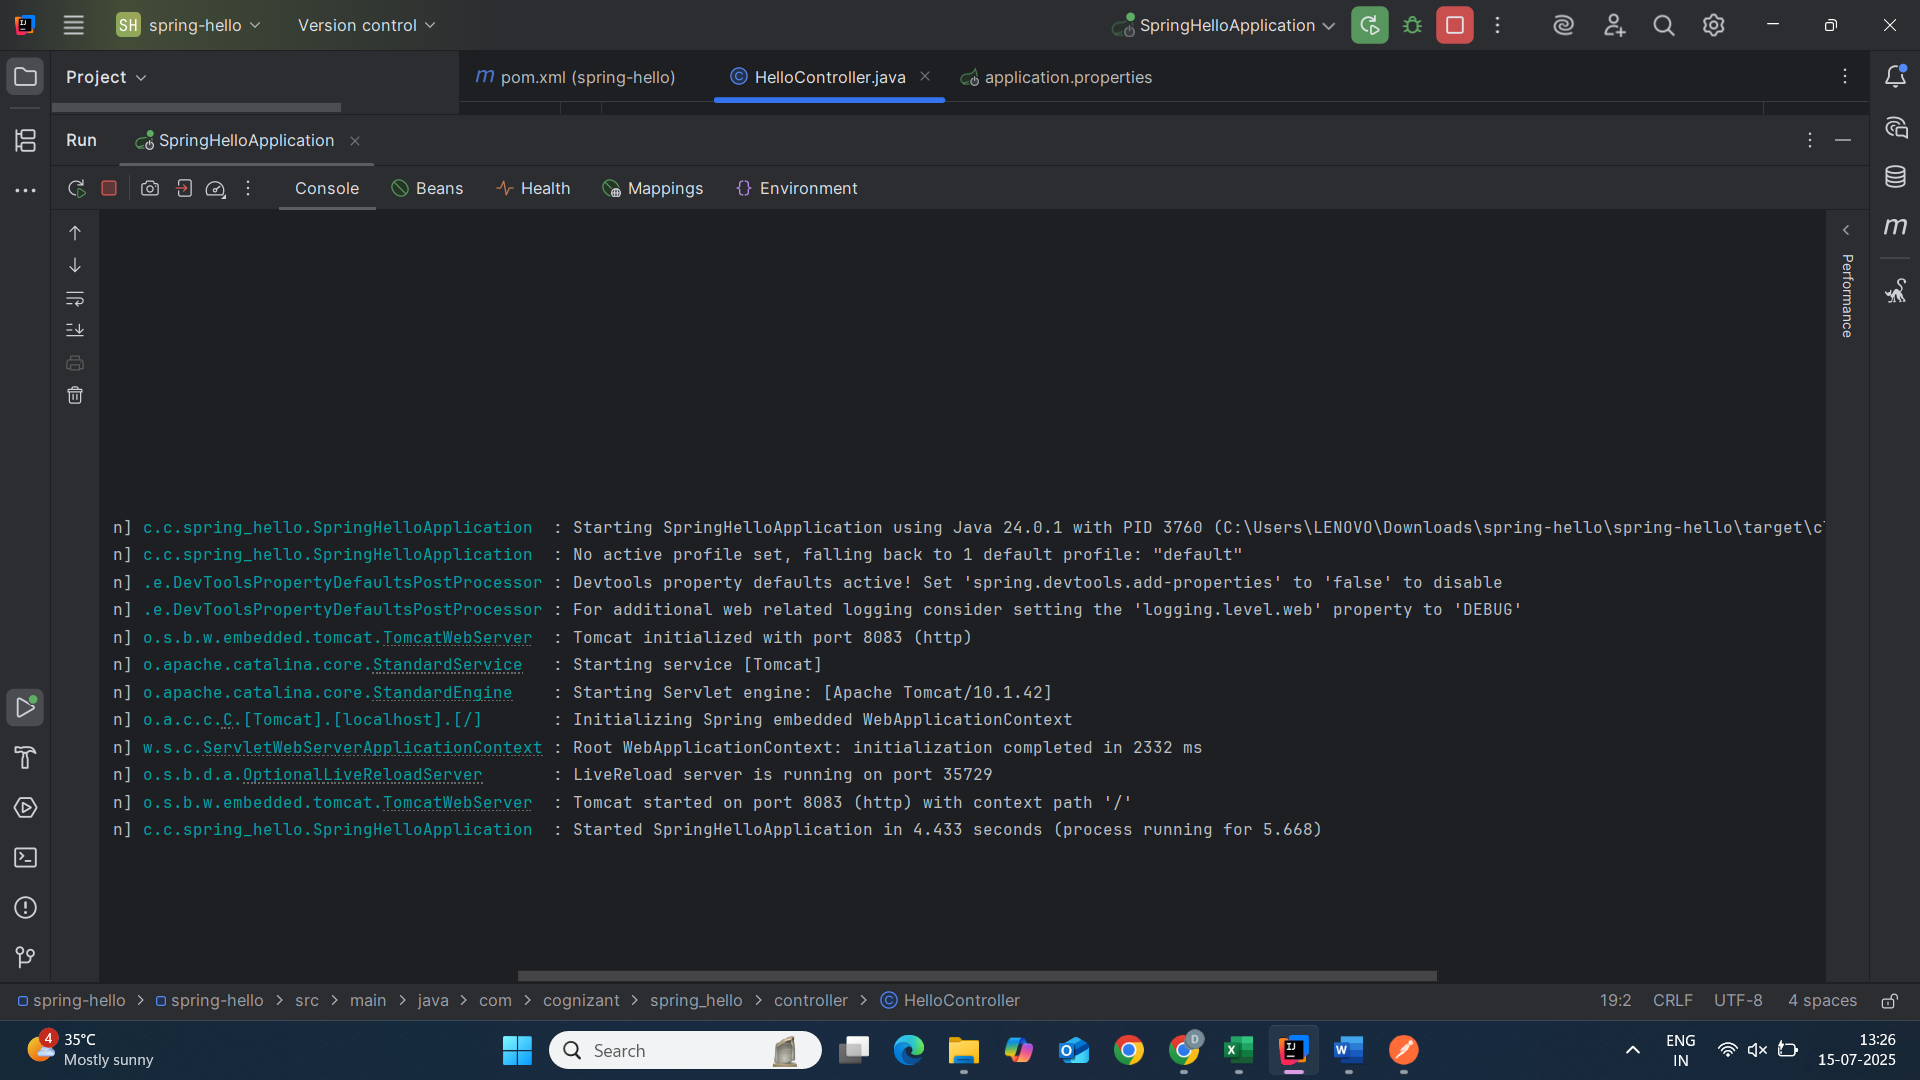 SH spring-hello Version control SpringHelloApplication
Project
m pom.xml (spring-hello) HelloController.java application.properties
Run SpringHelloApplication
Console Beans Health Mappings Environment
Performance
n] c.c.spring_hello.SpringHelloApplication : Starting SpringHelloApplication using Java 24.0.1 with PID 3760 (C:\Users\LENOVO\Downloads\spring-hello\spring-hello\target\c
n] c.c.spring_hello.SpringHelloApplication : No active profile set, falling back to 1 default profile: "default"
n] .e.DevToolsPropertyDefaultsPostProcessor : Devtools property defaults active! Set 'spring.devtools.add-properties' to 'false' to disable
n] .e.DevToolsPropertyDefaultsPostProcessor : For additional web related logging consider setting the 'logging.level.web' property to 'DEBUG'
n] o.s.b.w.embedded.tomcat.TomcatWebServer : Tomcat initialized with port 8083 (http)
n] o.apache.catalina.core.StandardService : Starting service [Tomcat]
n] o.apache.catalina.core.StandardEngine : Starting Servlet engine: [Apache Tomcat/10.1.42]
n] o.a.c.c.C.[Tomcat].[localhost].[/] : Initializing Spring embedded WebApplicationContext
n] w.s.c.ServletWebServerApplicationContext : Root WebApplicationContext: initialization completed in 2332 ms
n] o.s.b.d.a.OptionalLiveReloadServer : LiveReload server is running on port 35729
n] o.s.b.w.embedded.tomcat.TomcatWebServer : Tomcat started on port 8083 (http) with context path '/'
n] c.c.spring_hello.SpringHelloApplication : Started SpringHelloApplication in 4.433 seconds (process running for 5.668)
spring-hello > spring-hello > src > main > java > com > cognizant > spring_hello > controller > HelloController 19:2 CRLF UTF-8 4 spaces
4 35°C
Mostly sunny
Search
ENG
IN
13:26
15-07-2025